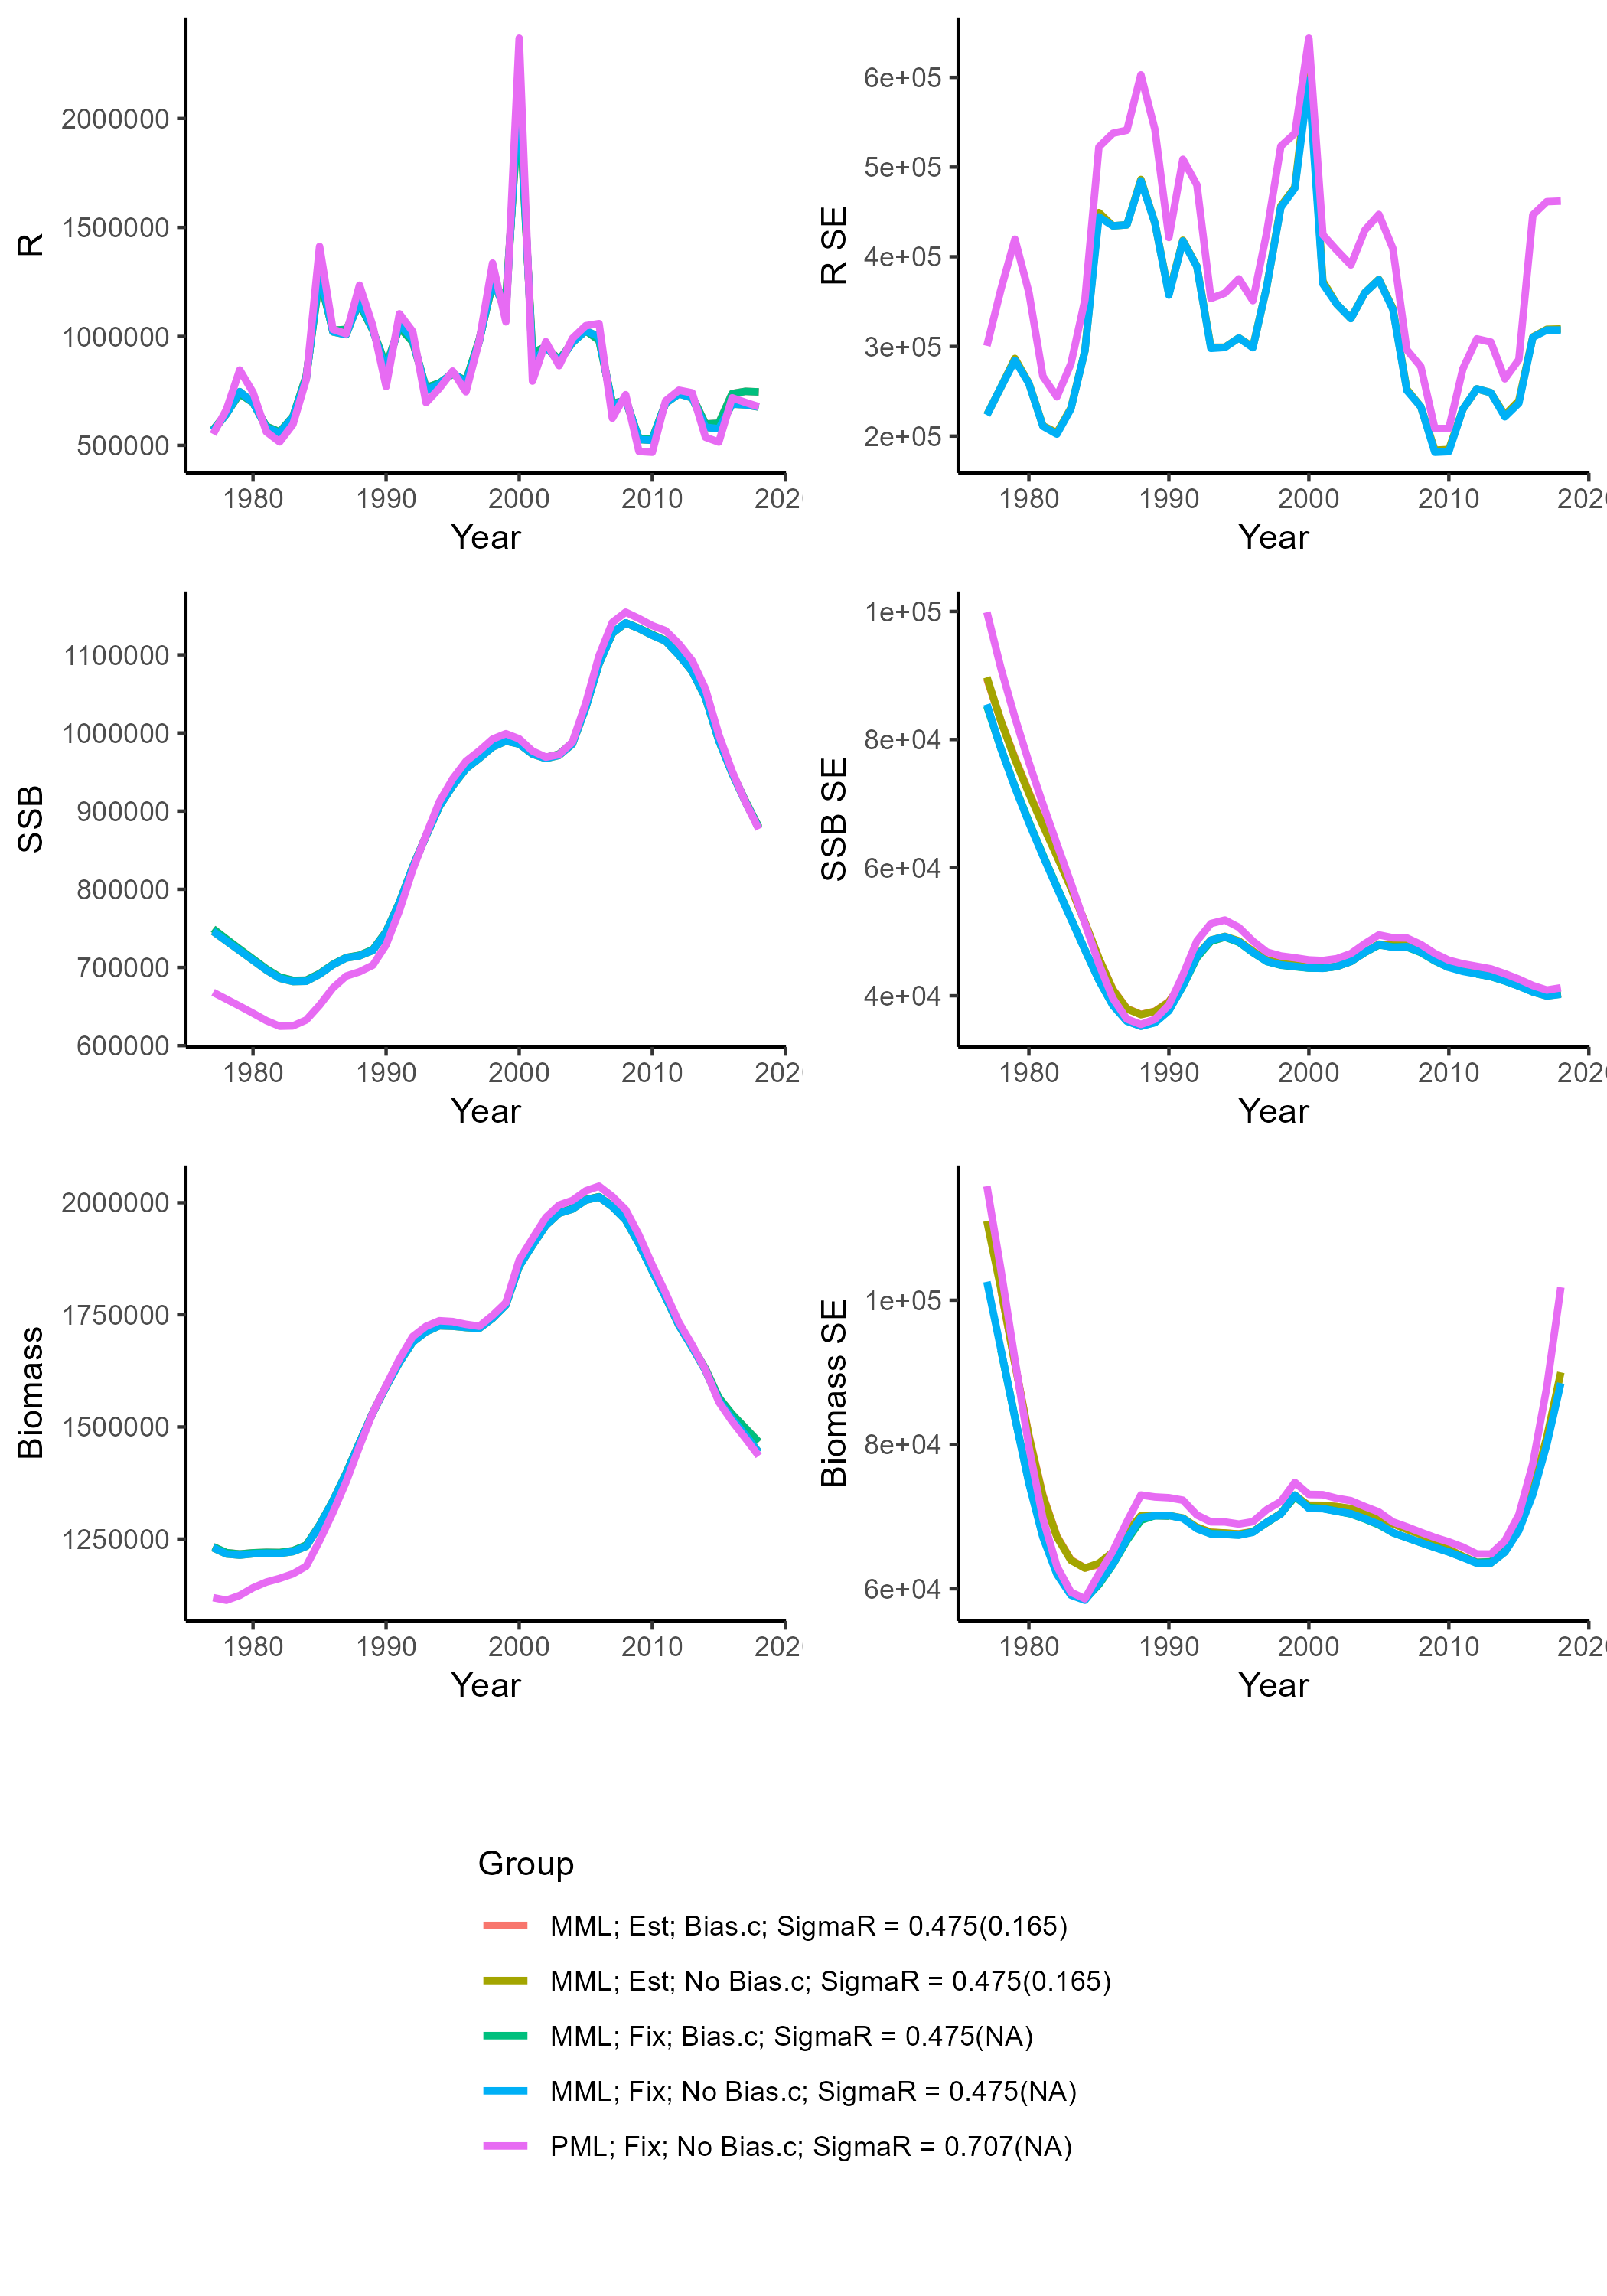 R
2000000
1500000
1000000
500000
1980 1990 2000 2010 202
Year
R SE
6e+05
5e+05
4e+05
3e+05
2e+05
1980 1990 2000 2010 2020
Year
SSB
1100000
1000000
900000
800000
700000
600000
1980 1990 2000 2010 202
Year
SSB SE
1e+05
8e+04
6e+04
4e+04
1980 1990 2000 2010 2020
Year
Biomass
2000000
1750000
1500000
1250000
1980 1990 2000 2010 202
Year
Biomass SE
1e+05
8e+04
6e+04
1980 1990 2000 2010 2020
Year
Group
MML; Est; Bias.c; SigmaR = 0.475(0.165)
MML; Est; No Bias.c; SigmaR = 0.475(0.165)
MML; Fix; Bias.c; SigmaR = 0.475(NA)
MML; Fix; No Bias.c; SigmaR = 0.475(NA)
PML; Fix; No Bias.c; SigmaR = 0.707(NA)